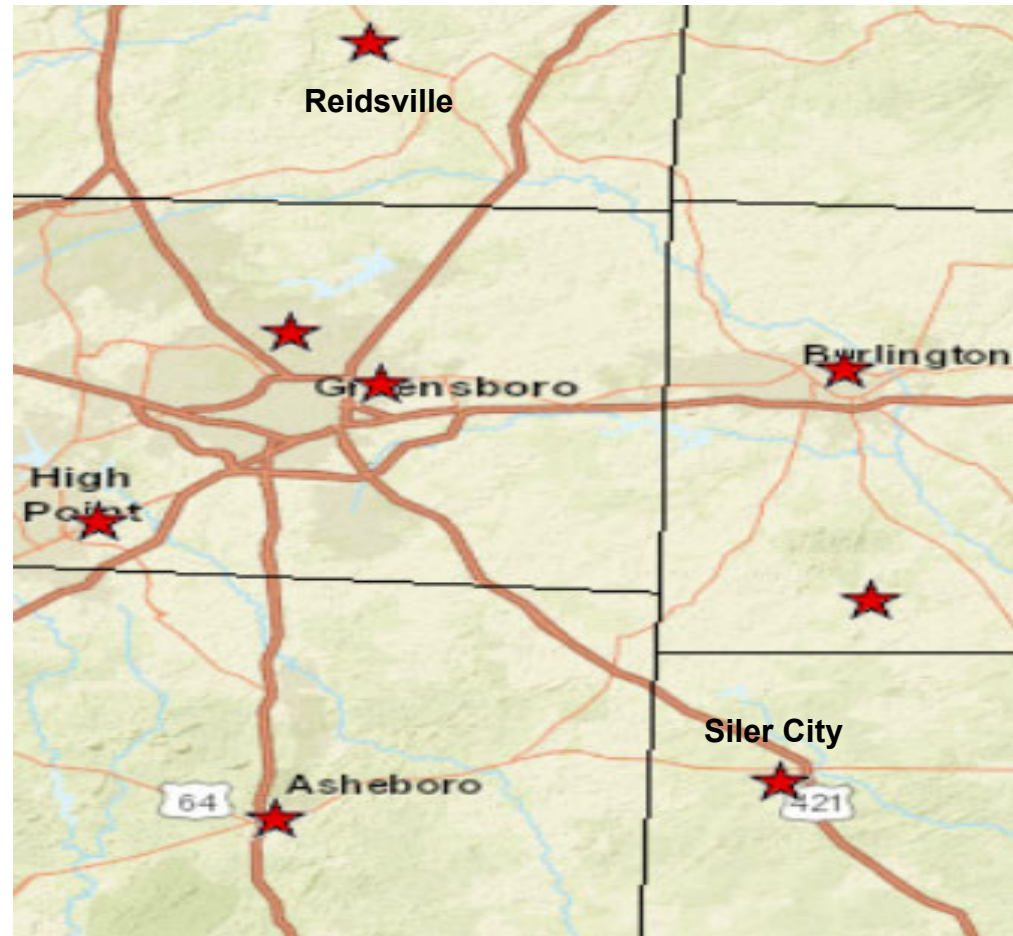 Reidsville
Burlington
Greensboro
High
Point
Siler City
Asheboro
64
421